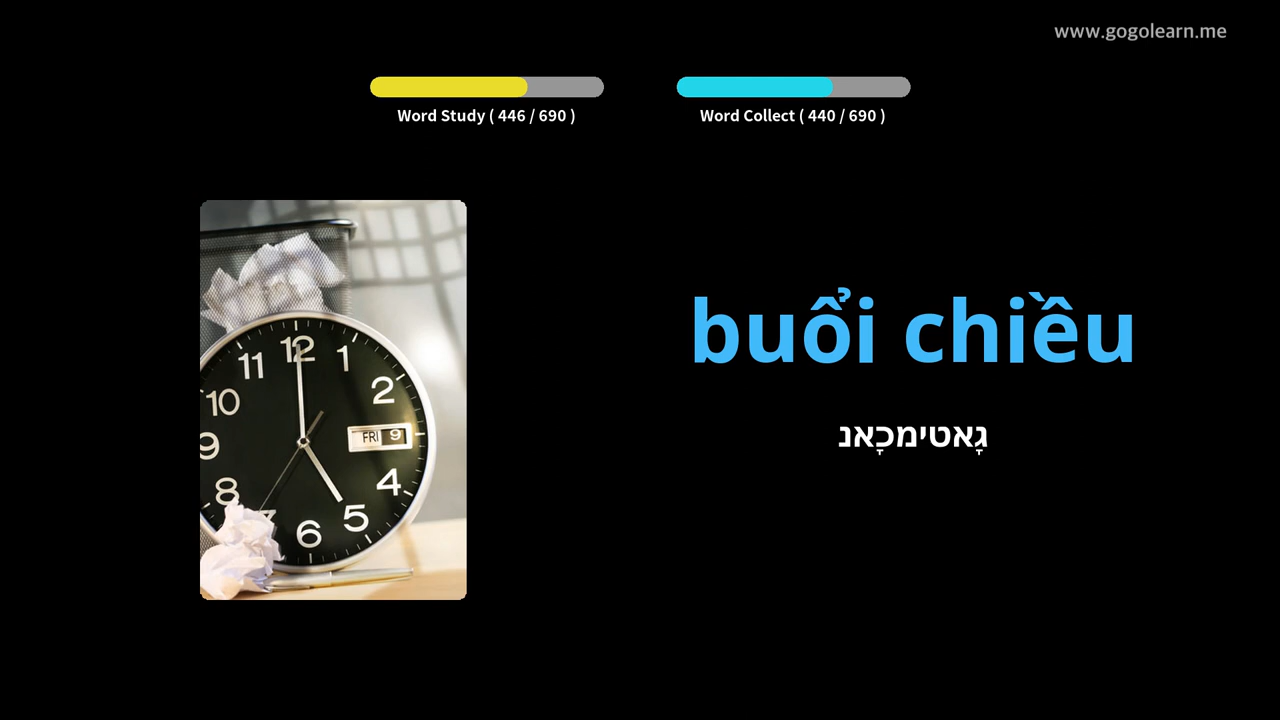 www.gogolearn.me
Word Study ( 446 / 690 )
Word Collect ( 440 / 690 )
11 12 1
10 2
9 FRI 9
8 4
7 6 5
buổi chiều
גָאטימכָאנ